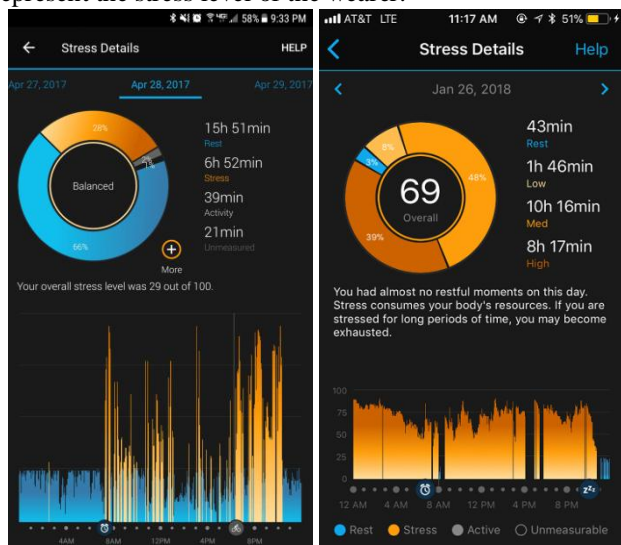 represent the stress level of the wearer.
58% 9:33 PM
Stress Details
HELP
Apr 27, 2017
Apr 28, 2017
Apr 29, 2017
28%
2%
1%
66%
Balanced
15h 51min
Rest
6h 52min
Stress
39min
Activity
21min
Unmeasured
More
Your overall stress level was 29 out of 100.
4AM
8AM
12PM
4PM
8PM
AT&T LTE
11:17 AM
51%
Stress Details
Help
Jan 26, 2018
8%
3%
48%
39%
69
Overall
43min
Rest
1h 46min
Low
10h 16min
Med
8h 17min
High
You had almost no restful moments on this day.
Stress consumes your body's resources. If you are
stressed for long periods of time, you may become
exhausted.
100
75
50
25
0
zzz
12 AM
4 AM
8 AM
12 PM
4 PM
8 PM
Rest
Stress
Active
Unmeasurable